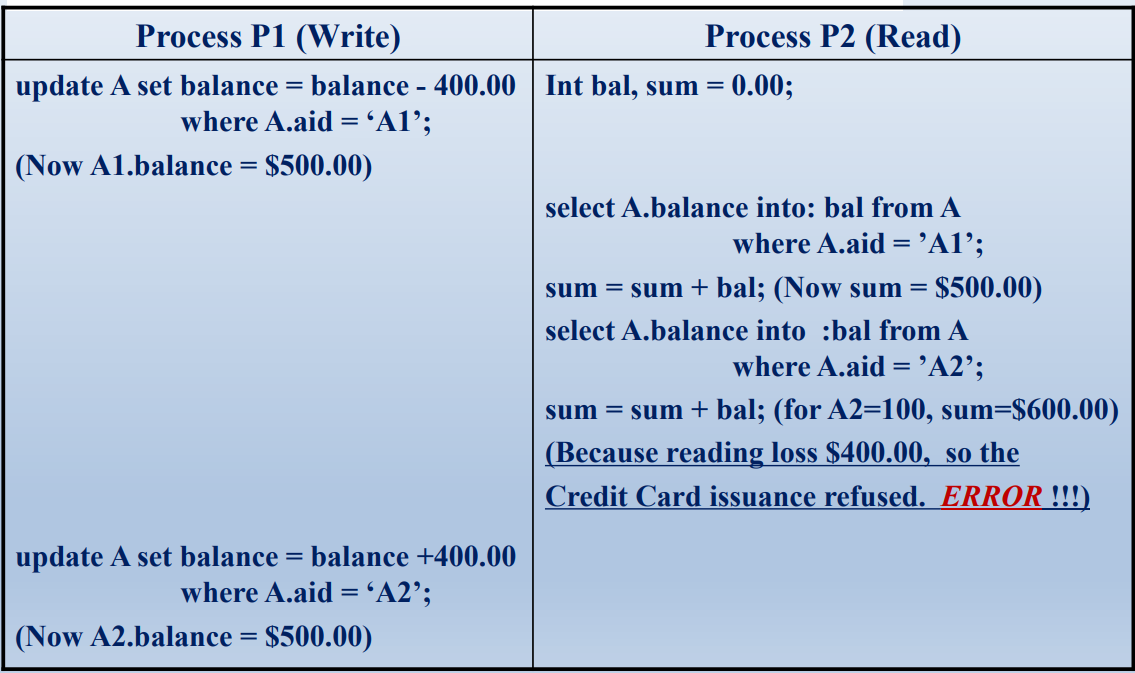 Process P1 (Write)
Process P2 (Read)
update A set balance = balance - 400.00
where A.aid = ‘A1’;
(Now A1.balance = $500.00)
Int bal, sum = 0.00;
select A.balance into: bal from A
where A.aid = ’A1’;
sum = sum + bal; (Now sum = $500.00)
select A.balance into  :bal from A
where A.aid = ’A2’;
sum = sum + bal; (for A2=100, sum=$600.00)
(Because reading loss $400.00,  so the
Credit Card issuance refused.  ERROR !!!)
update A set balance = balance +400.00
where A.aid = ‘A2’;
(Now A2.balance = $500.00)